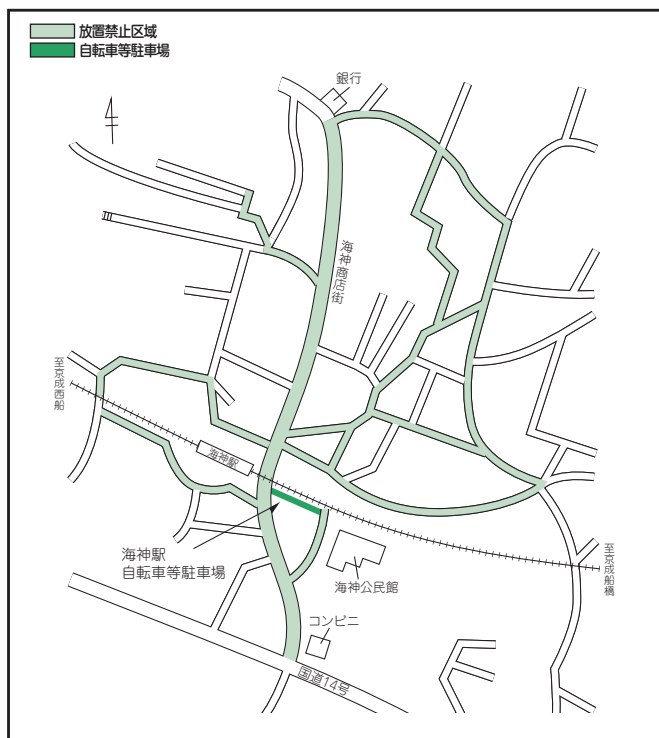 放置禁止区域
自転車等駐車場
銀行
海神商店街
至京成西船
海神駅
海神駅
自転車等駐車場
海神公民館
至京成船橋
コンビニ
国道14号